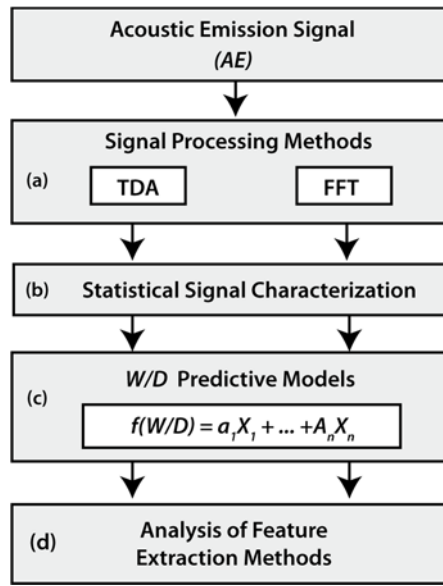 Acoustic Emission Signal
(AE)
Signal Processing Methods
(a)
TDA FFT
(b) Statistical Signal Characterization
W/D Predictive Models
(c)
f(W/D) = a₁X₁ + ... +AₙXₙ
(d) Analysis of Feature
Extraction Methods